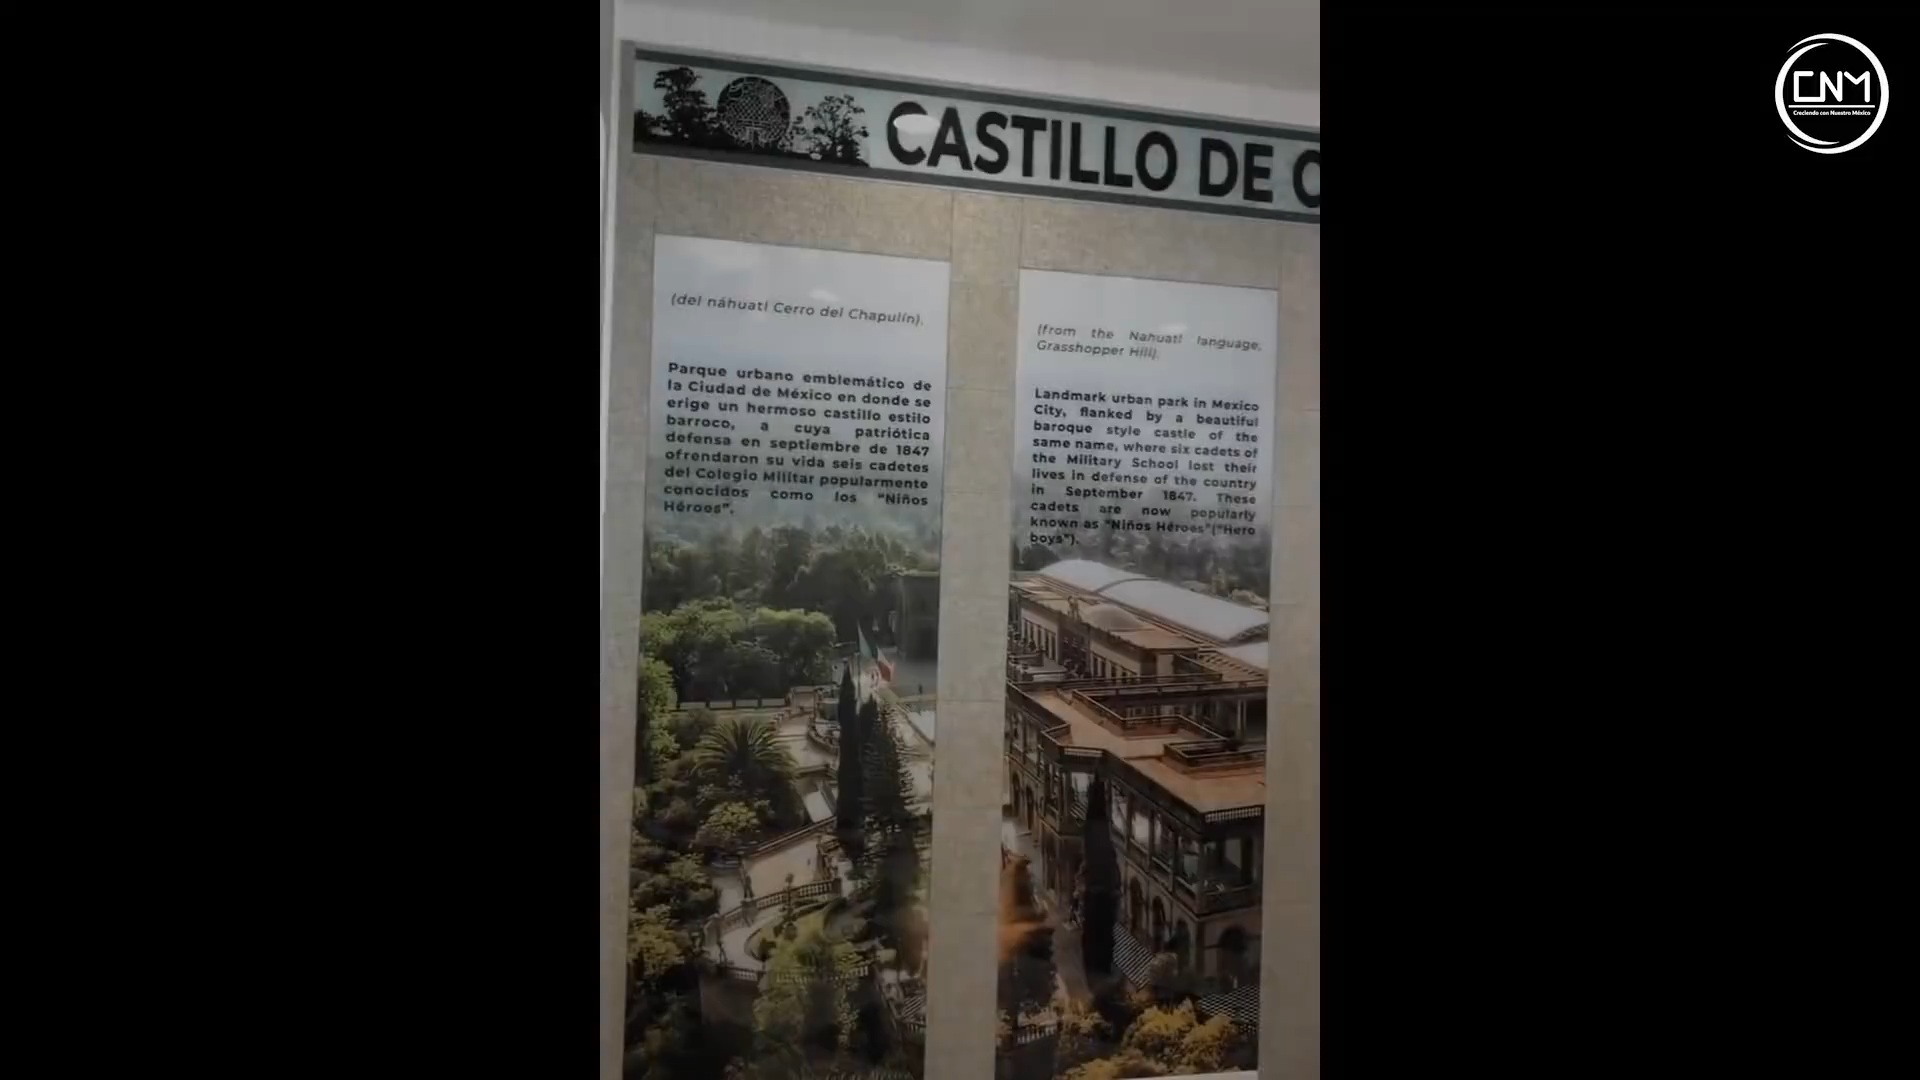 CASTILLO DE C
(del náhuatl Cerro del Chapulín).
Parque urbano emblemático de
la Ciudad de México en donde se
erige un hermoso castillo estilo
barroco, a cuya patriótica
defensa en septiembre de 1847
ofrendaron su vida seis cadetes
del Colegio Militar popularmente
conocidos como los "Niños
Héroes".
(from the Nahuatl language,
Grasshopper Hill).
Landmark urban park in Mexico
City, flanked by a beautiful
baroque style castle of the
same name, where six cadets of
the Military School lost their
lives in defense of the country
in September 1847. These
cadets are now popularly
known as "Niños Héroes"("Hero
boys").
CNM
Creciendo con Nuestro México